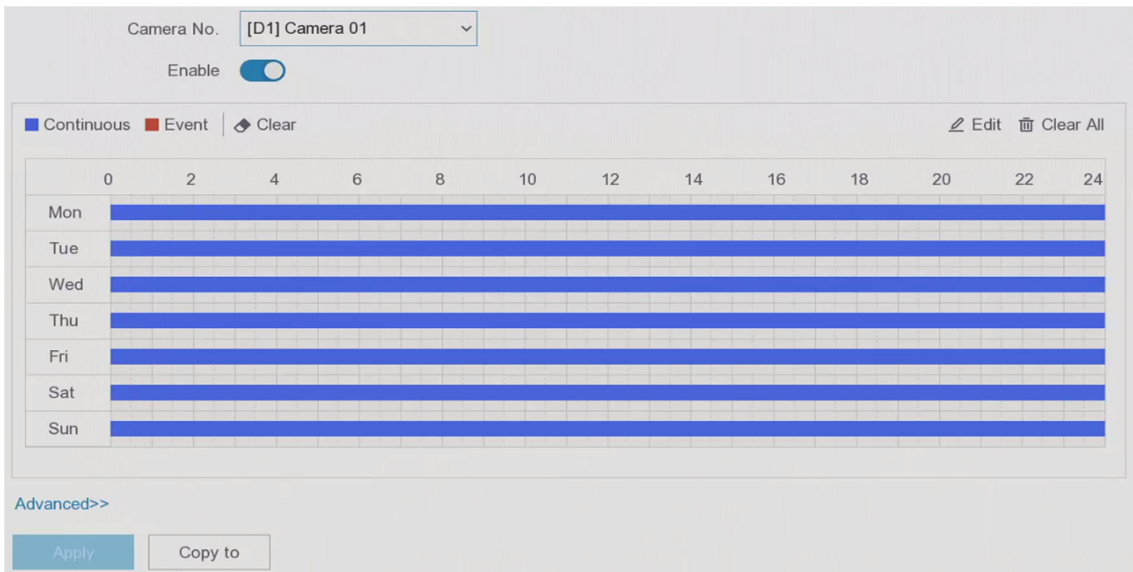 Camera No. [D1] Camera 01
Enable
Continuous Event Clear Edit Clear All
0 2 4 6 8 10 12 14 16 18 20 22 24
Mon
Tue
Wed
Thu
Fri
Sat
Sun
Advanced>>
Apply Copy to